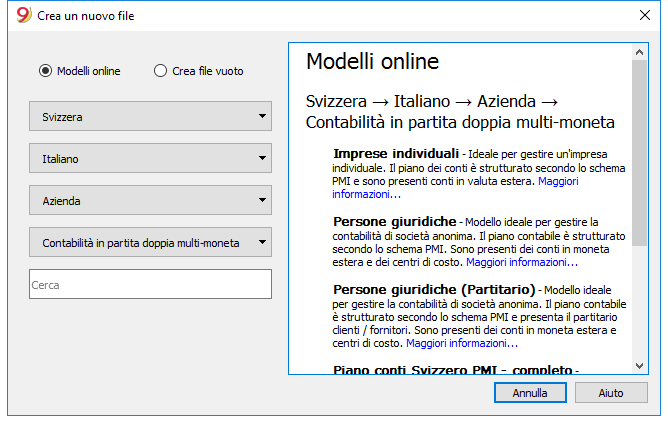 9 Crea un nuovo file
Modelli online Crea file vuoto
Svizzera
Italiano
Azienda
Contabilità in partita doppia multi-moneta
Cerca
Modelli online
Svizzera → Italiano → Azienda →
Contabilità in partita doppia multi-moneta
Imprese individuali - Ideale per gestire un'impresa
individuale. Il piano dei conti è strutturato secondo lo schema
PMI e sono presenti conti in valuta estera. Maggiori
informazioni...
Persone giuridiche - Modello ideale per gestire la
contabilità di società anonima. Il piano contabile è strutturato
secondo lo schema PMI. Sono presenti dei conti in moneta
estera e dei centri di costo. Maggiori informazioni...
Persone giuridiche (Partitario) - Modello ideale
per gestire la contabilità di società anonima. Il piano contabile
è strutturato secondo lo schema PMI e presenta il partitario
clienti / fornitori. Sono presenti dei conti in moneta estera e
centri di costo. Maggiori informazioni...
Piano conti Svizzero PMI - completo -
Annulla Aiuto